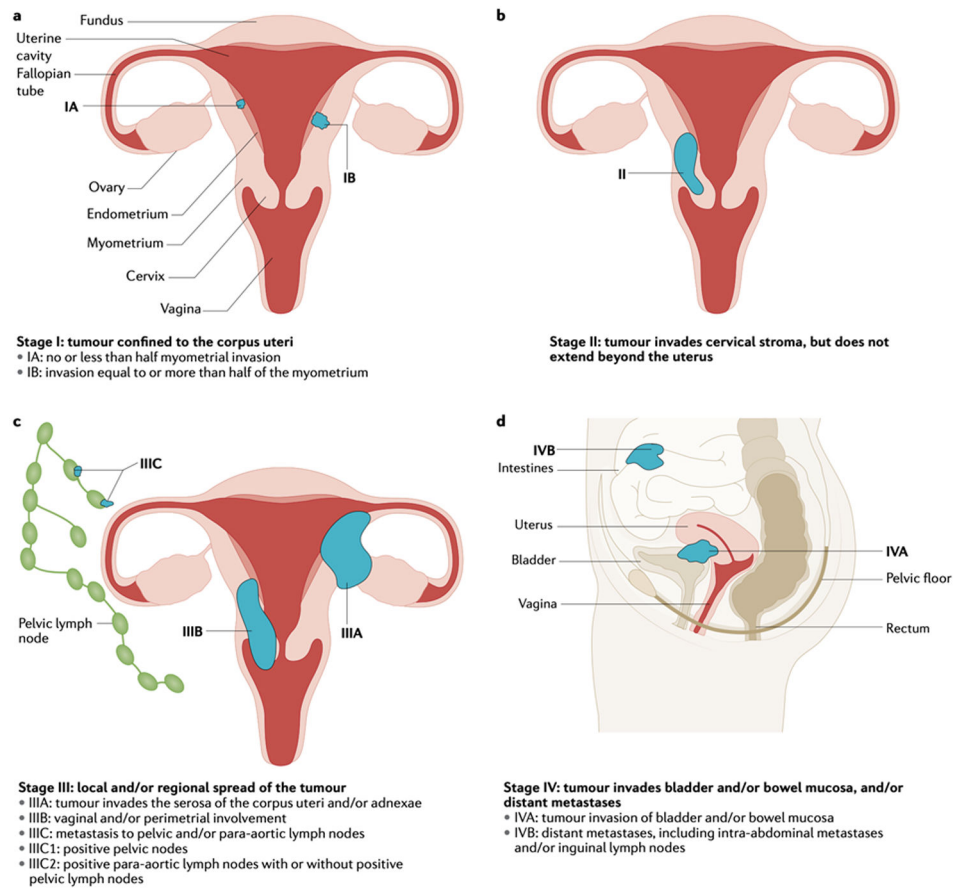 a
Fundus
Uterine
cavity
Fallopian
tube
IA
IB
Ovary
Endometrium
Myometrium
Cervix
Vagina
Stage I: tumour confined to the corpus uteri
• IA: no or less than half myometrial invasion
• IB: invasion equal to or more than half of the myometrium
b
II
Stage II: tumour invades cervical stroma, but does not
extend beyond the uterus
c
IIIC
Pelvic lymph
node
IIIB
IIIA
Stage III: local and/or regional spread of the tumour
• IIIA: tumour invades the serosa of the corpus uteri and/or adnexae
• IIIB: vaginal and/or perimetrial involvement
• IIIC: metastasis to pelvic and/or para-aortic lymph nodes
• IIIC1: positive pelvic nodes
• IIIC2: positive para-aortic lymph nodes with or without positive
pelvic lymph nodes
d
IVB
Intestines
Uterus
Bladder
Vagina
IVA
Pelvic floor
Rectum
Stage IV: tumour invades bladder and/or bowel mucosa, and/or
distant metastases
• IVA: tumour invasion of bladder and/or bowel mucosa
• IVB: distant metastases, including intra-abdominal metastases
and/or inguinal lymph nodes